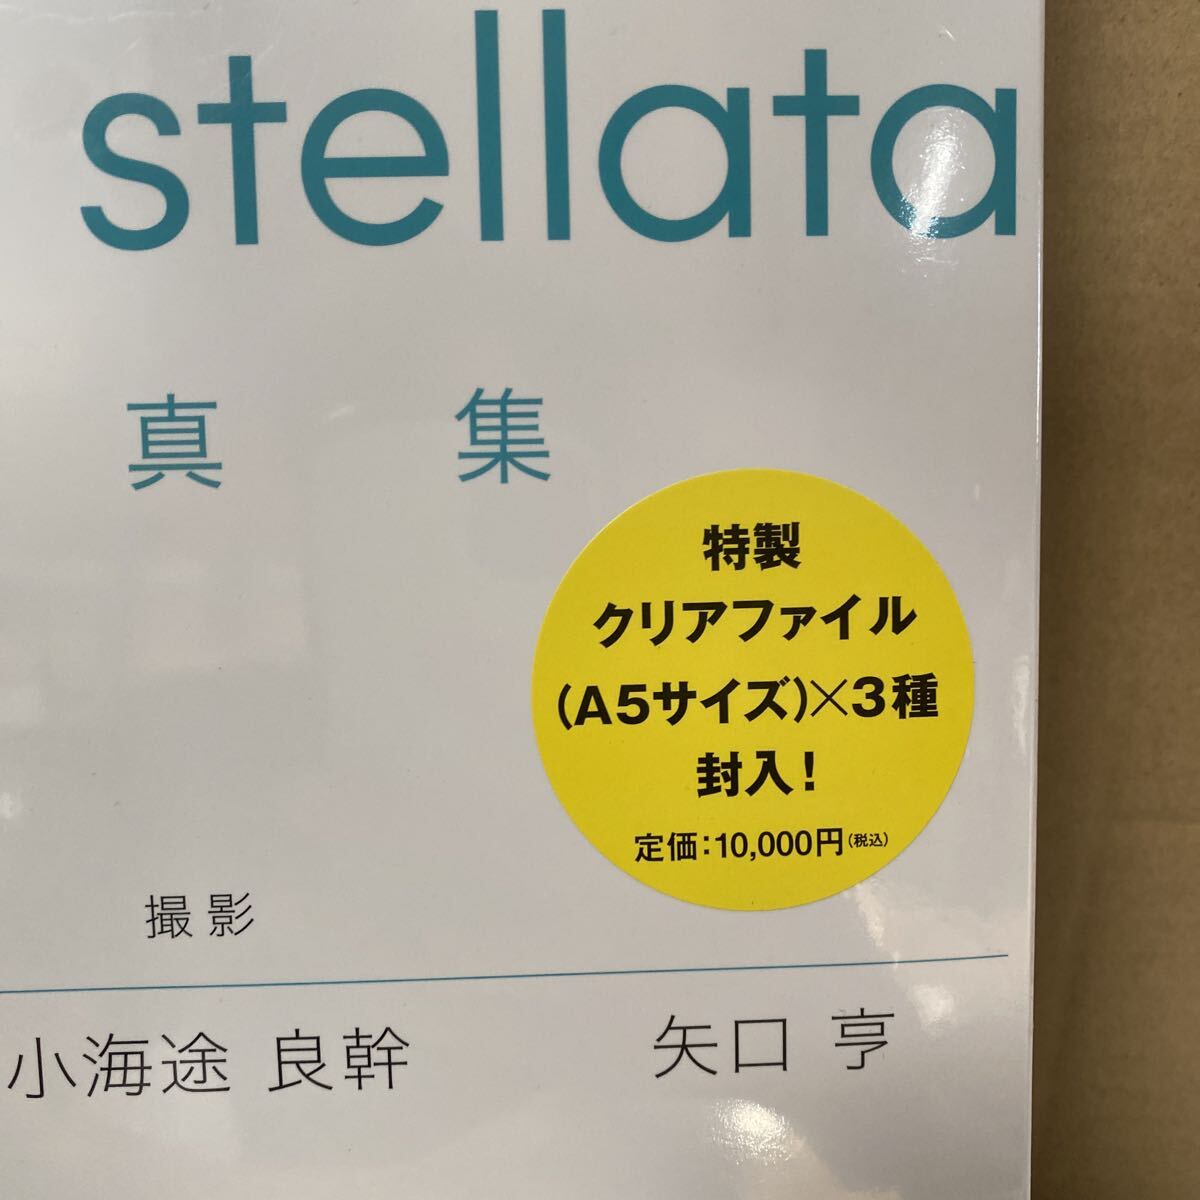 stellata
真 集
特製
クリアファイル
(A5サイズ)×3種
封入!
定価:10,000円(税込)
撮影
小海途 良幹 矢口 亨